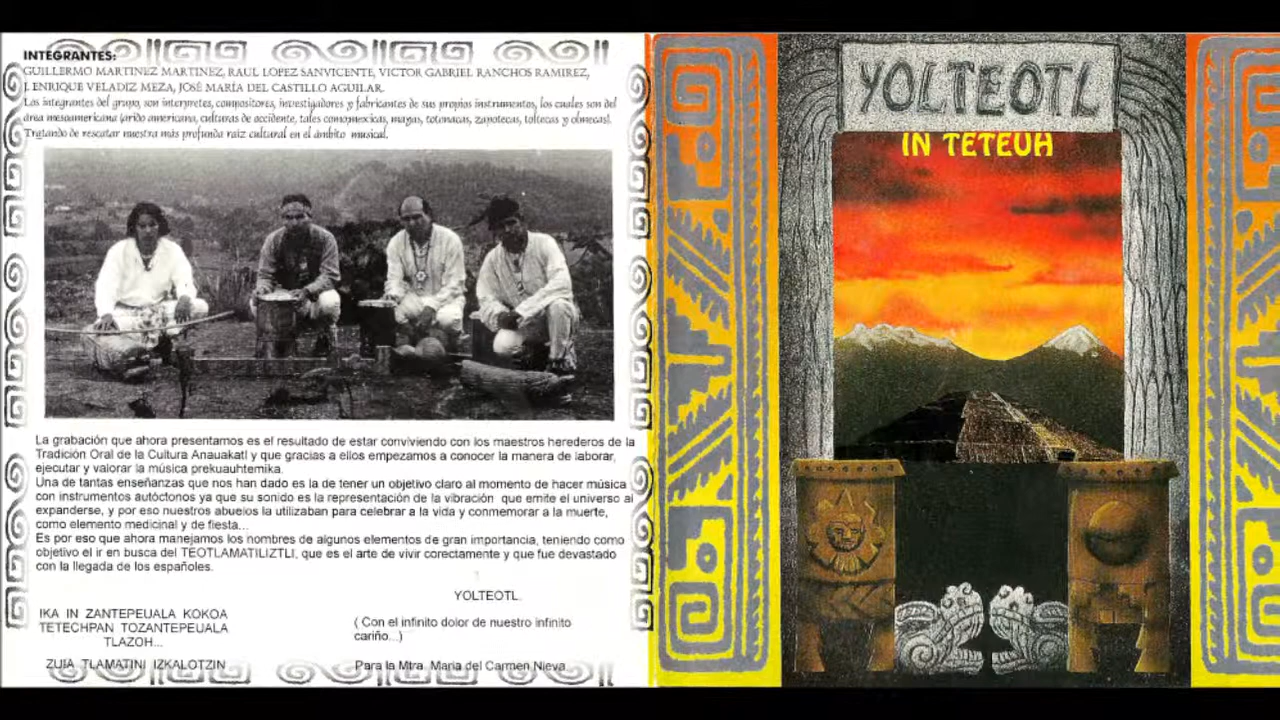 INTEGRANTES:
GUILLERMO MARTINEZ MARTINEZ, RAUL LOPEZ SANVICENTE, VICTOR GABRIEL RANCHOS RAMIREZ,
J. ENRIQUE VELADIZ MEZA, JOSÉ MARÍA DEL CASTILLO AGUILAR.
Los integrantes del grupo, son interpretes, compositores, investigadores y fabricantes de sus propios instrumentos, los cuales son del
área mesoamericana (arido americana, culturas de occidente, tales comojmexicas, mayas, totonacas, zapotecas, toltecas y olmecas).
Tratando de rescatar nuestra más profunda raiz cultural en el ámbito musical.
La grabación que ahora presentamos es el resultado de estar conviviendo con los maestros herederos de la
Tradición Oral de la Cultura Anauakatl y que gracias a ellos empezamos a conocer la manera de laborar,
ejecutar y valorar la música prekuauhtemika.
Una de tantas enseñanzas que nos han dado es la de tener un objetivo claro al momento de hacer música
con instrumentos autóctonos ya que su sonido es la representación de la vibración que emite el universo al
expanderse, y por eso nuestros abuelos la utilizaban para celebrar a la vida y conmemorar a la muerte,
como elemento medicinal y de fiesta...
Es por eso que ahora manejamos los nombres de algunos elementos de gran importancia, teniendo como
objetivo el ir en busca del TEOTLAMATILIZTLI, que es el arte de vivir corectamente y que fue devastado
con la llegada de los españoles.
YOLTEOTL.
IKA IN ZANTEPEUALA KOKOA
TETECHPAN TOZANTEPEUALA
TLAZOH...
ZUIA TLAMATINI IZKALOTZIN
( Con el infinito dolor de nuestro infinito
cariño...)
Para la Mtra. Maria del Carmen Nieva
YOLTEOTL
IN TETEUH